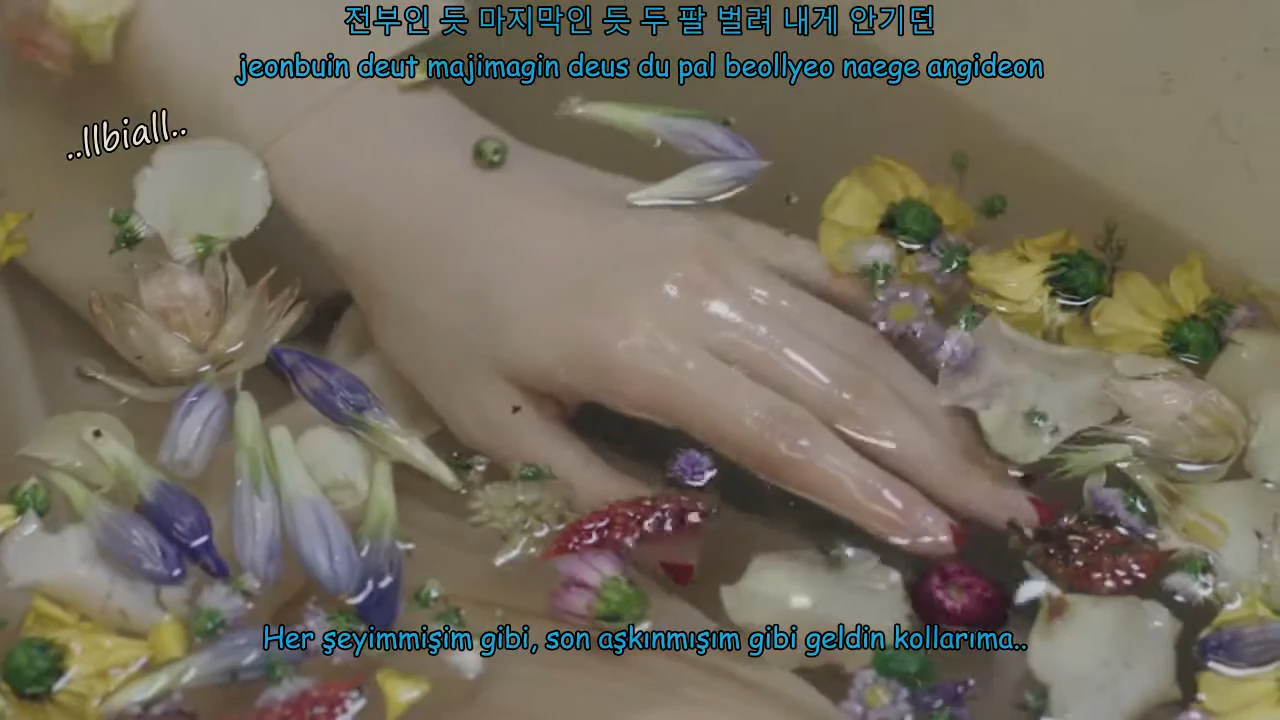 전부인 듯 마지막인 듯 두 팔 벌려 내게 안기던
jeonbuin deut majimagin deus du pal beollyeo naege angideon
..llbiall..
Her şeyimmişim gibi, son aşkınmışım gibi geldin kollarıma..